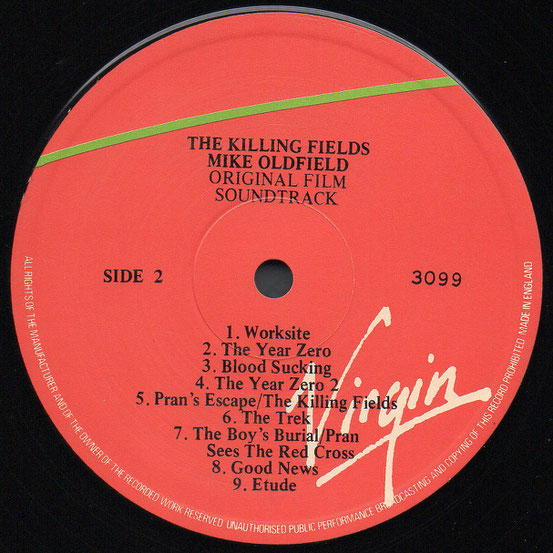 THE KILLING FIELDS
MIKE OLDFIELD
ORIGINAL FILM
SOUNDTRACK
SIDE 2
3099
1. Worksite
2. The Year Zero
3. Blood Sucking
4. The Year Zero 2
5. Pran's Escape/The Killing Fields
6. The Trek
7. The Boy's Burial/Pran
Sees The Red Cross
8. Good News
9. Etude
Virgin
ALL RIGHTS OF THE MANUFACTURER AND OF THE OWNER OF THE RECORDED WORK RESERVED. UNAUTHORISED PUBLIC PERFORMANCE BROADCASTING AND COPYING OF THIS RECORD PROHIBITED. MADE IN ENGLAND